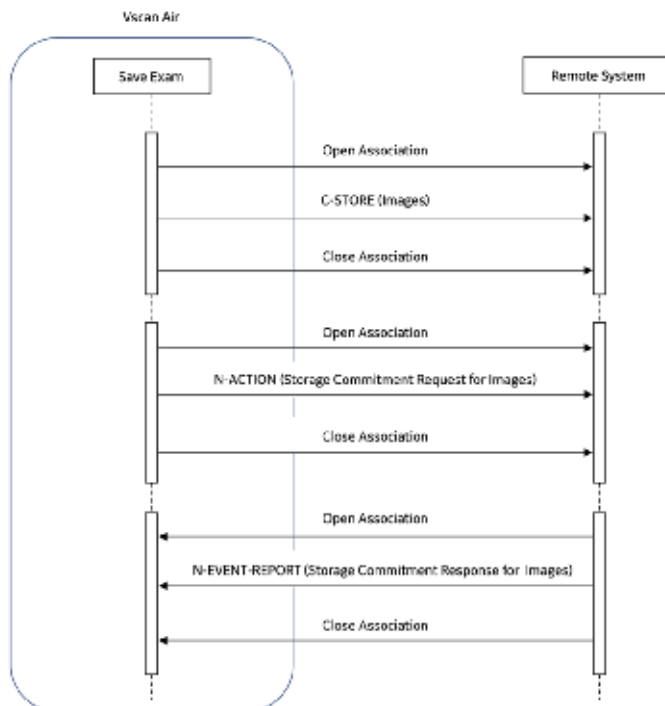 Vscan Air
Save Exam
Remote System
Open Association
C-STORE (Images)
Close Association
Open Association
N-ACTION (Storage Commitment Request for Images)
Close Association
Open Association
N-EVENT-REPORT (Storage Commitment Response for Images)
Close Association